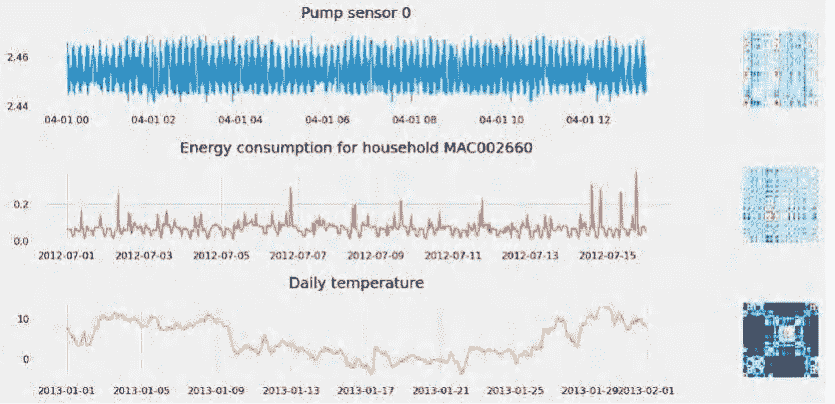 Pump sensor 0
2.46
2.44
04-01 00 04-01 02 04-01 04 04-01 06 04-01 08 04-01 10 04-01 12
Energy consumption for household MAC002660
0.2
0.0
2012-07-01 2012-07-03 2012-07-05 2012-07-07 2012-07-09 2012-07-11 2012-07-13 2012-07-15
Daily temperature
10
0
2013-01-01 2013-01-05 2013-01-09 2013-01-13 2013-01-17 2013-01-21 2013-01-25 2013-01-29 2013-02-01